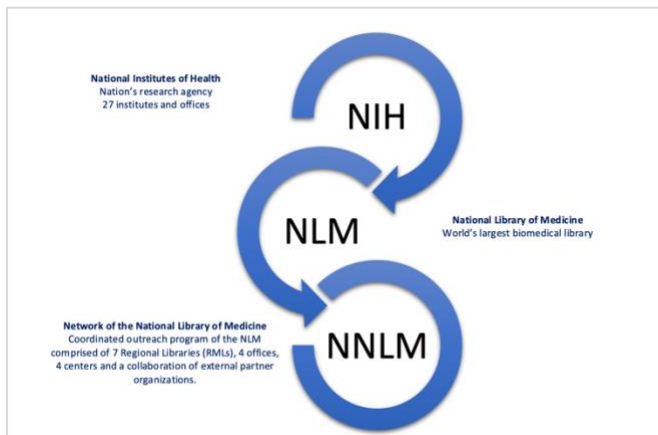 National Institutes of Health
Nation's research agency
27 institutes and offices
NIH
NLM
National Library of Medicine
World's largest biomedical library
Network of the National Library of Medicine
Coordinated outreach program of the NLM
comprised of 7 Regional Libraries (RMLs), 4 offices,
4 centers and a collaboration of external partner
organizations.
NNLM